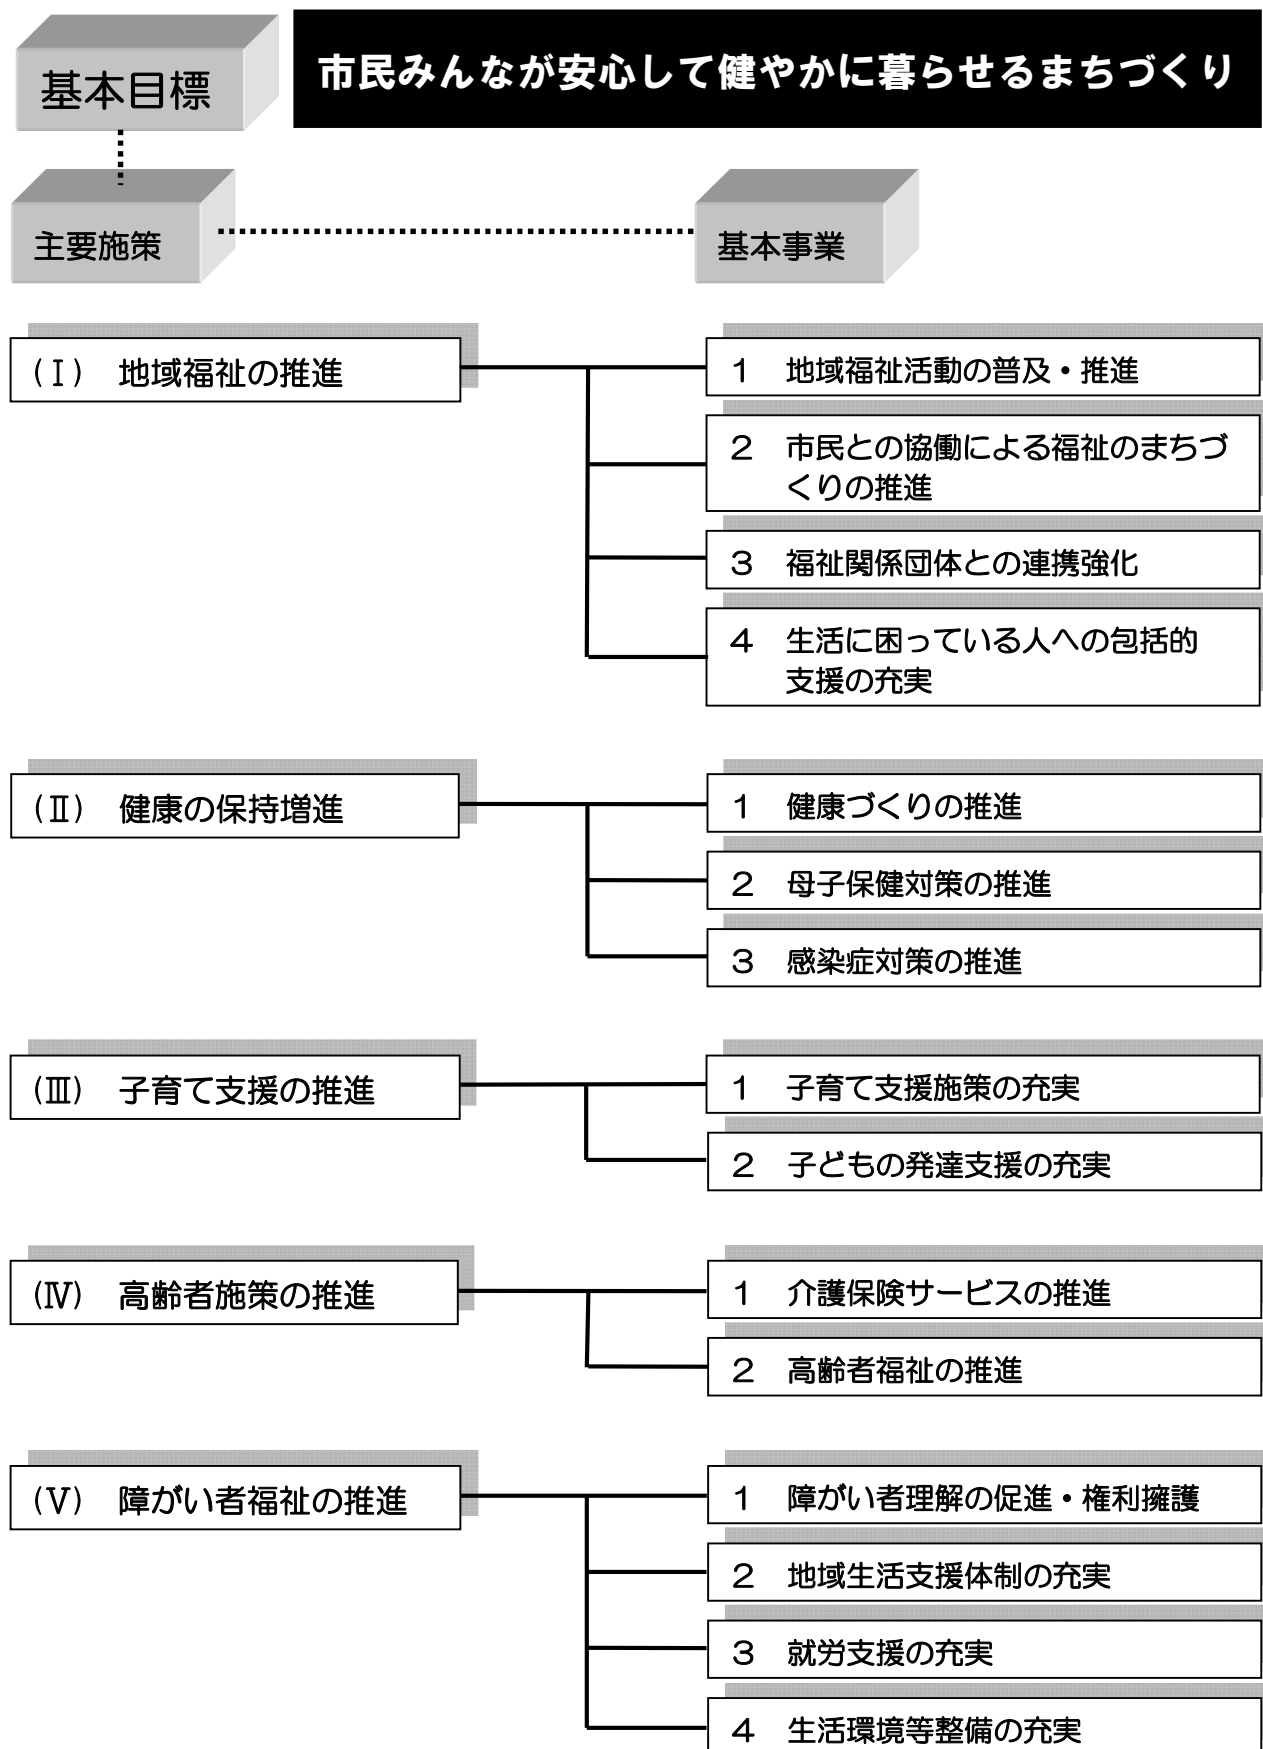 基本目標
市民みんなが安心して健やかに暮らせるまちづくり
主要施策
基本事業
（Ⅰ）　地域福祉の推進
１　地域福祉活動の普及・推進
２　市民との協働による福祉のまちづ
くりの推進
３　福祉関係団体との連携強化
４　生活に困っている人への包括的
支援の充実
（Ⅱ）　健康の保持増進
１　健康づくりの推進
２　母子保健対策の推進
３　感染症対策の推進
（Ⅲ）　子育て支援の推進
１　子育て支援施策の充実
２　子どもの発達支援の充実
（Ⅳ）　高齢者施策の推進
１　介護保険サービスの推進
２　高齢者福祉の推進
（Ⅴ）　障がい者福祉の推進
１　障がい者理解の促進・権利擁護
２　地域生活支援体制の充実
３　就労支援の充実
４　生活環境等整備の充実